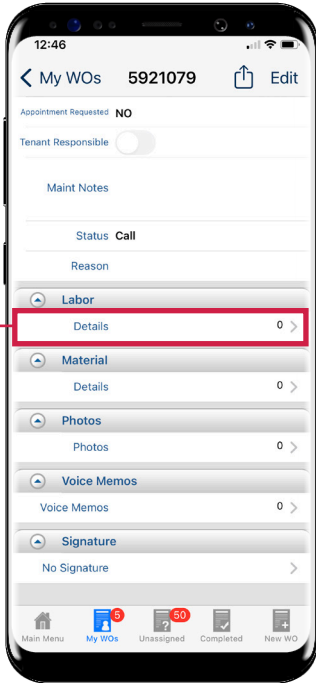 12:46
My WOs 5921079 Edit
Appointment Requested NO
Tenant Responsible
Maint Notes
Status Call
Reason
Labor
Details 0
Material
Details 0
Photos
Photos 0
Voice Memos
Voice Memos 0
Signature
No Signature
5 ? 50
Main Menu My WOs Unassigned Completed New WO